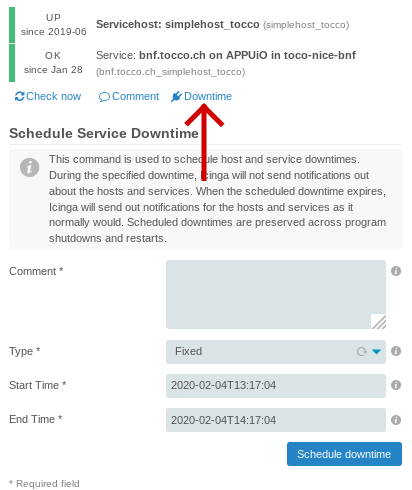 UP
since 2019-06
Servicehost: simplehost_tocco (simplehost_tocco)
OK
since Jan 28
Service: bnf.tocco.ch on APPUiO in toco-nice-bnf
(bnf.tocco.ch_simplehost_tocco)
Check now Comment Downtime
Schedule Service Downtime
This command is used to schedule host and service downtimes.
During the specified downtime, Icinga will not send notifications out
about the hosts and services. When the scheduled downtime expires,
Icinga will send out notifications for the hosts and services as it
normally would. Scheduled downtimes are preserved across program
shutdowns and restarts.
Comment *
Type * Fixed
Start Time * 2020-02-04T13:17:04
End Time * 2020-02-04T14:17:04
Schedule downtime
* Required field